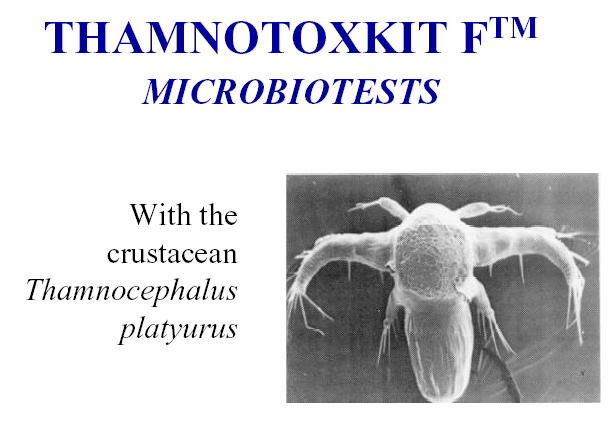 THAMNOTOXKIT F™
MICROBIOTESTS
With the
crustacean
Thamnocephalus
platyurus